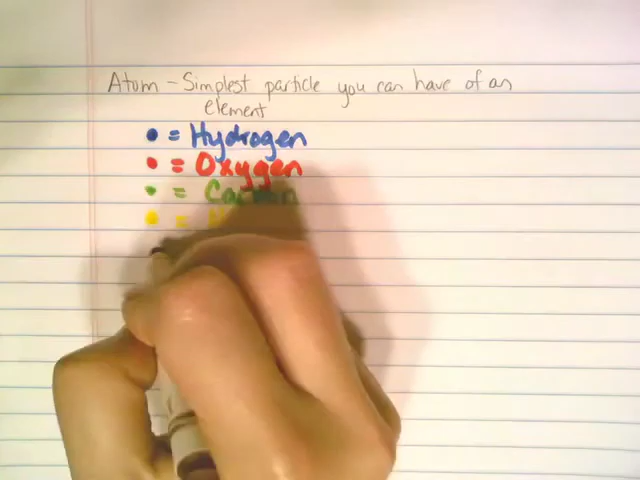 Atom - Simplest particle you can have of an
element
• = Hydrogen
• = Oxygen
• = Carbon
• =